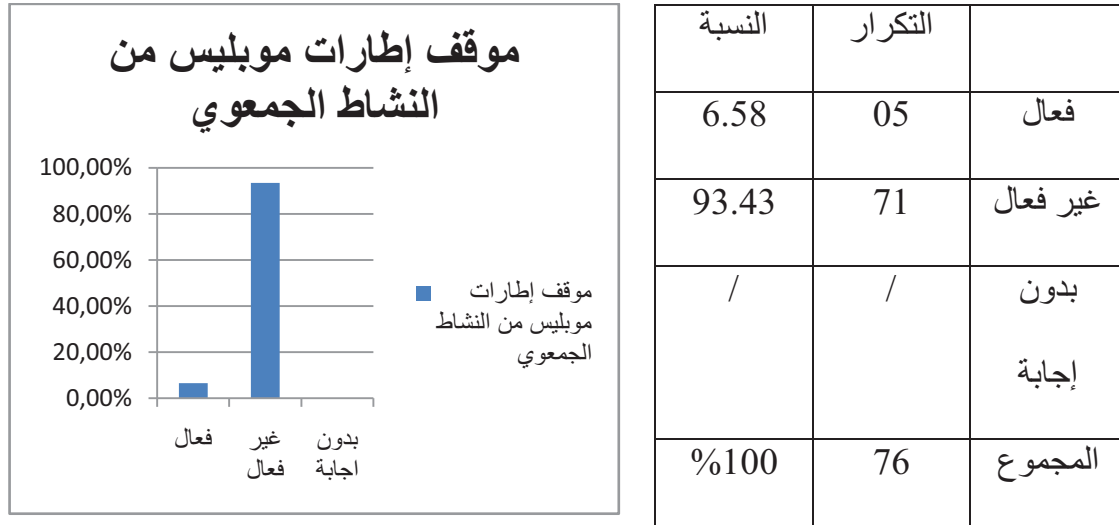 موقف إطارات موبليس من
النشاط الجمعوي
100,00%
80,00%
60,00%
40,00%
20,00%
0,00%
فعال
غير فعال
بدون اجابة
موقف إطارات
موبليس من النشاط
الجمعوي
التكرار النسبة
فعال 05 6.58
غير فعال 71 93.43
بدون / /
إجابة
المجموع 76 %100